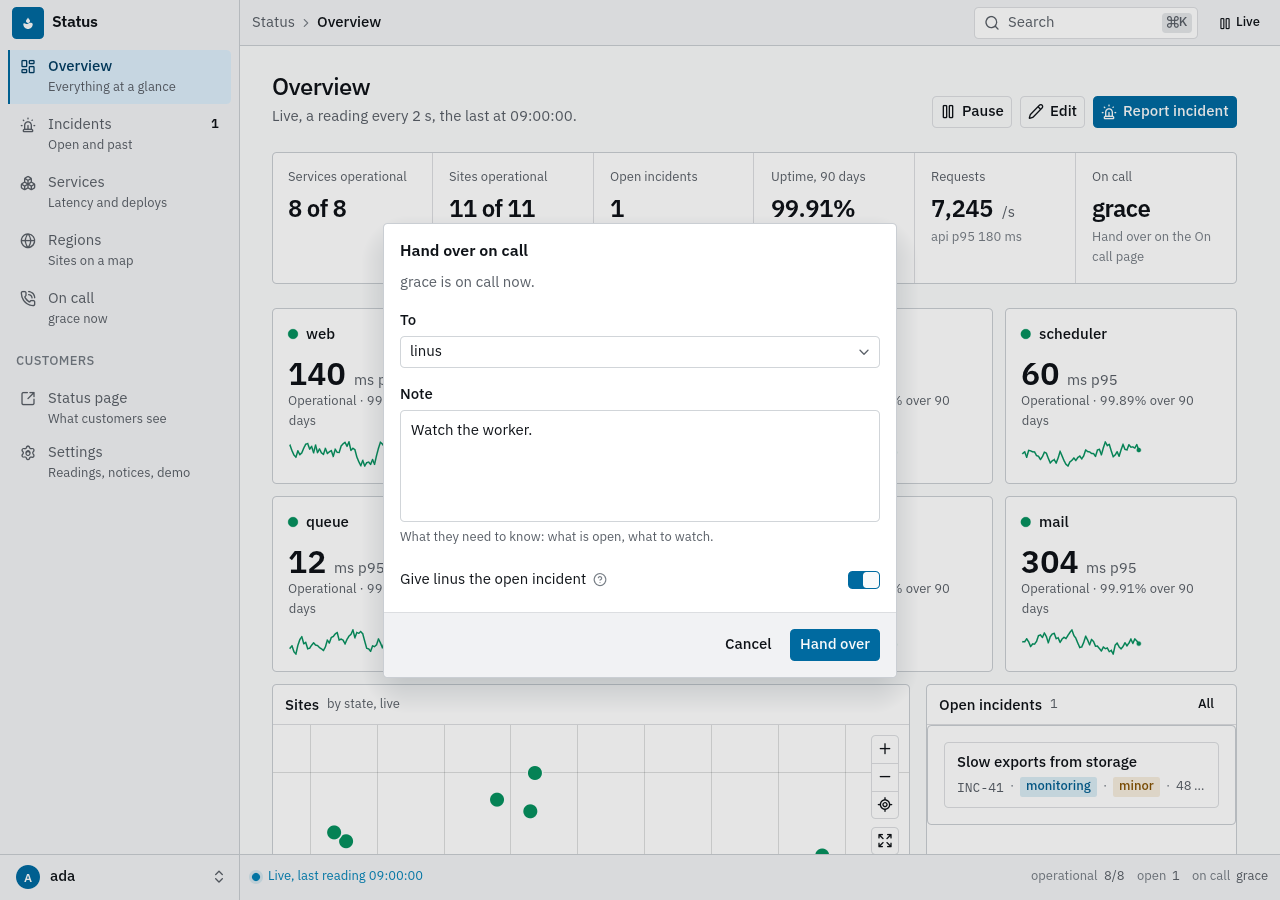 Status
Overview
Everything at a glance
Incidents 1
Open and past
Services
Latency and deploys
Regions
Sites on a map
On call
grace now
CUSTOMERS
Status page
What customers see
Settings
Readings, notices, demo
A ada
Status > Overview
Search ⌘K
Live
Overview
Live, a reading every 2 s, the last at 09:00:00.
Pause
Edit
Report incident
Services operational
8 of 8
Sites operational
11 of 11
Open incidents
1
Uptime, 90 days
99.91%
Requests
7,245 /s
api p95 180 ms
On call
grace
Hand over on the On
call page
web
140 ms p
Operational · 99
days
% over 90
scheduler
60 ms p95
Operational · 99.89% over 90
days
queue
12 ms p95
Operational · 99
days
% over 90
mail
304 ms p95
Operational · 99.91% over 90
days
Hand over on call
grace is on call now.
To
linus
Note
Watch the worker.
What they need to know: what is open, what to watch.
Give linus the open incident
Cancel
Hand over
Sites by state, live
Open incidents 1
All
Slow exports from storage
INC-41 · monitoring · minor · 48 ...
Live, last reading 09:00:00
operational 8/8 open 1 on call grace